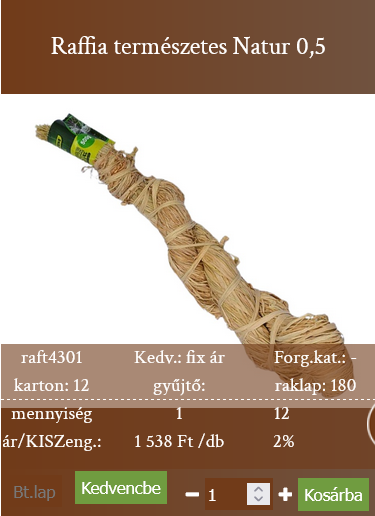 Raffia természetes Natur 0,5
raft4301 Kedv.: fix ár Forg.kat.: -
karton: 12 gyűjtő: raklap: 180
mennyiség 1 12
ár/KISZeng.: 1 538 Ft /db 2%
Bt.lap Kedvencbe 1 Kosárba